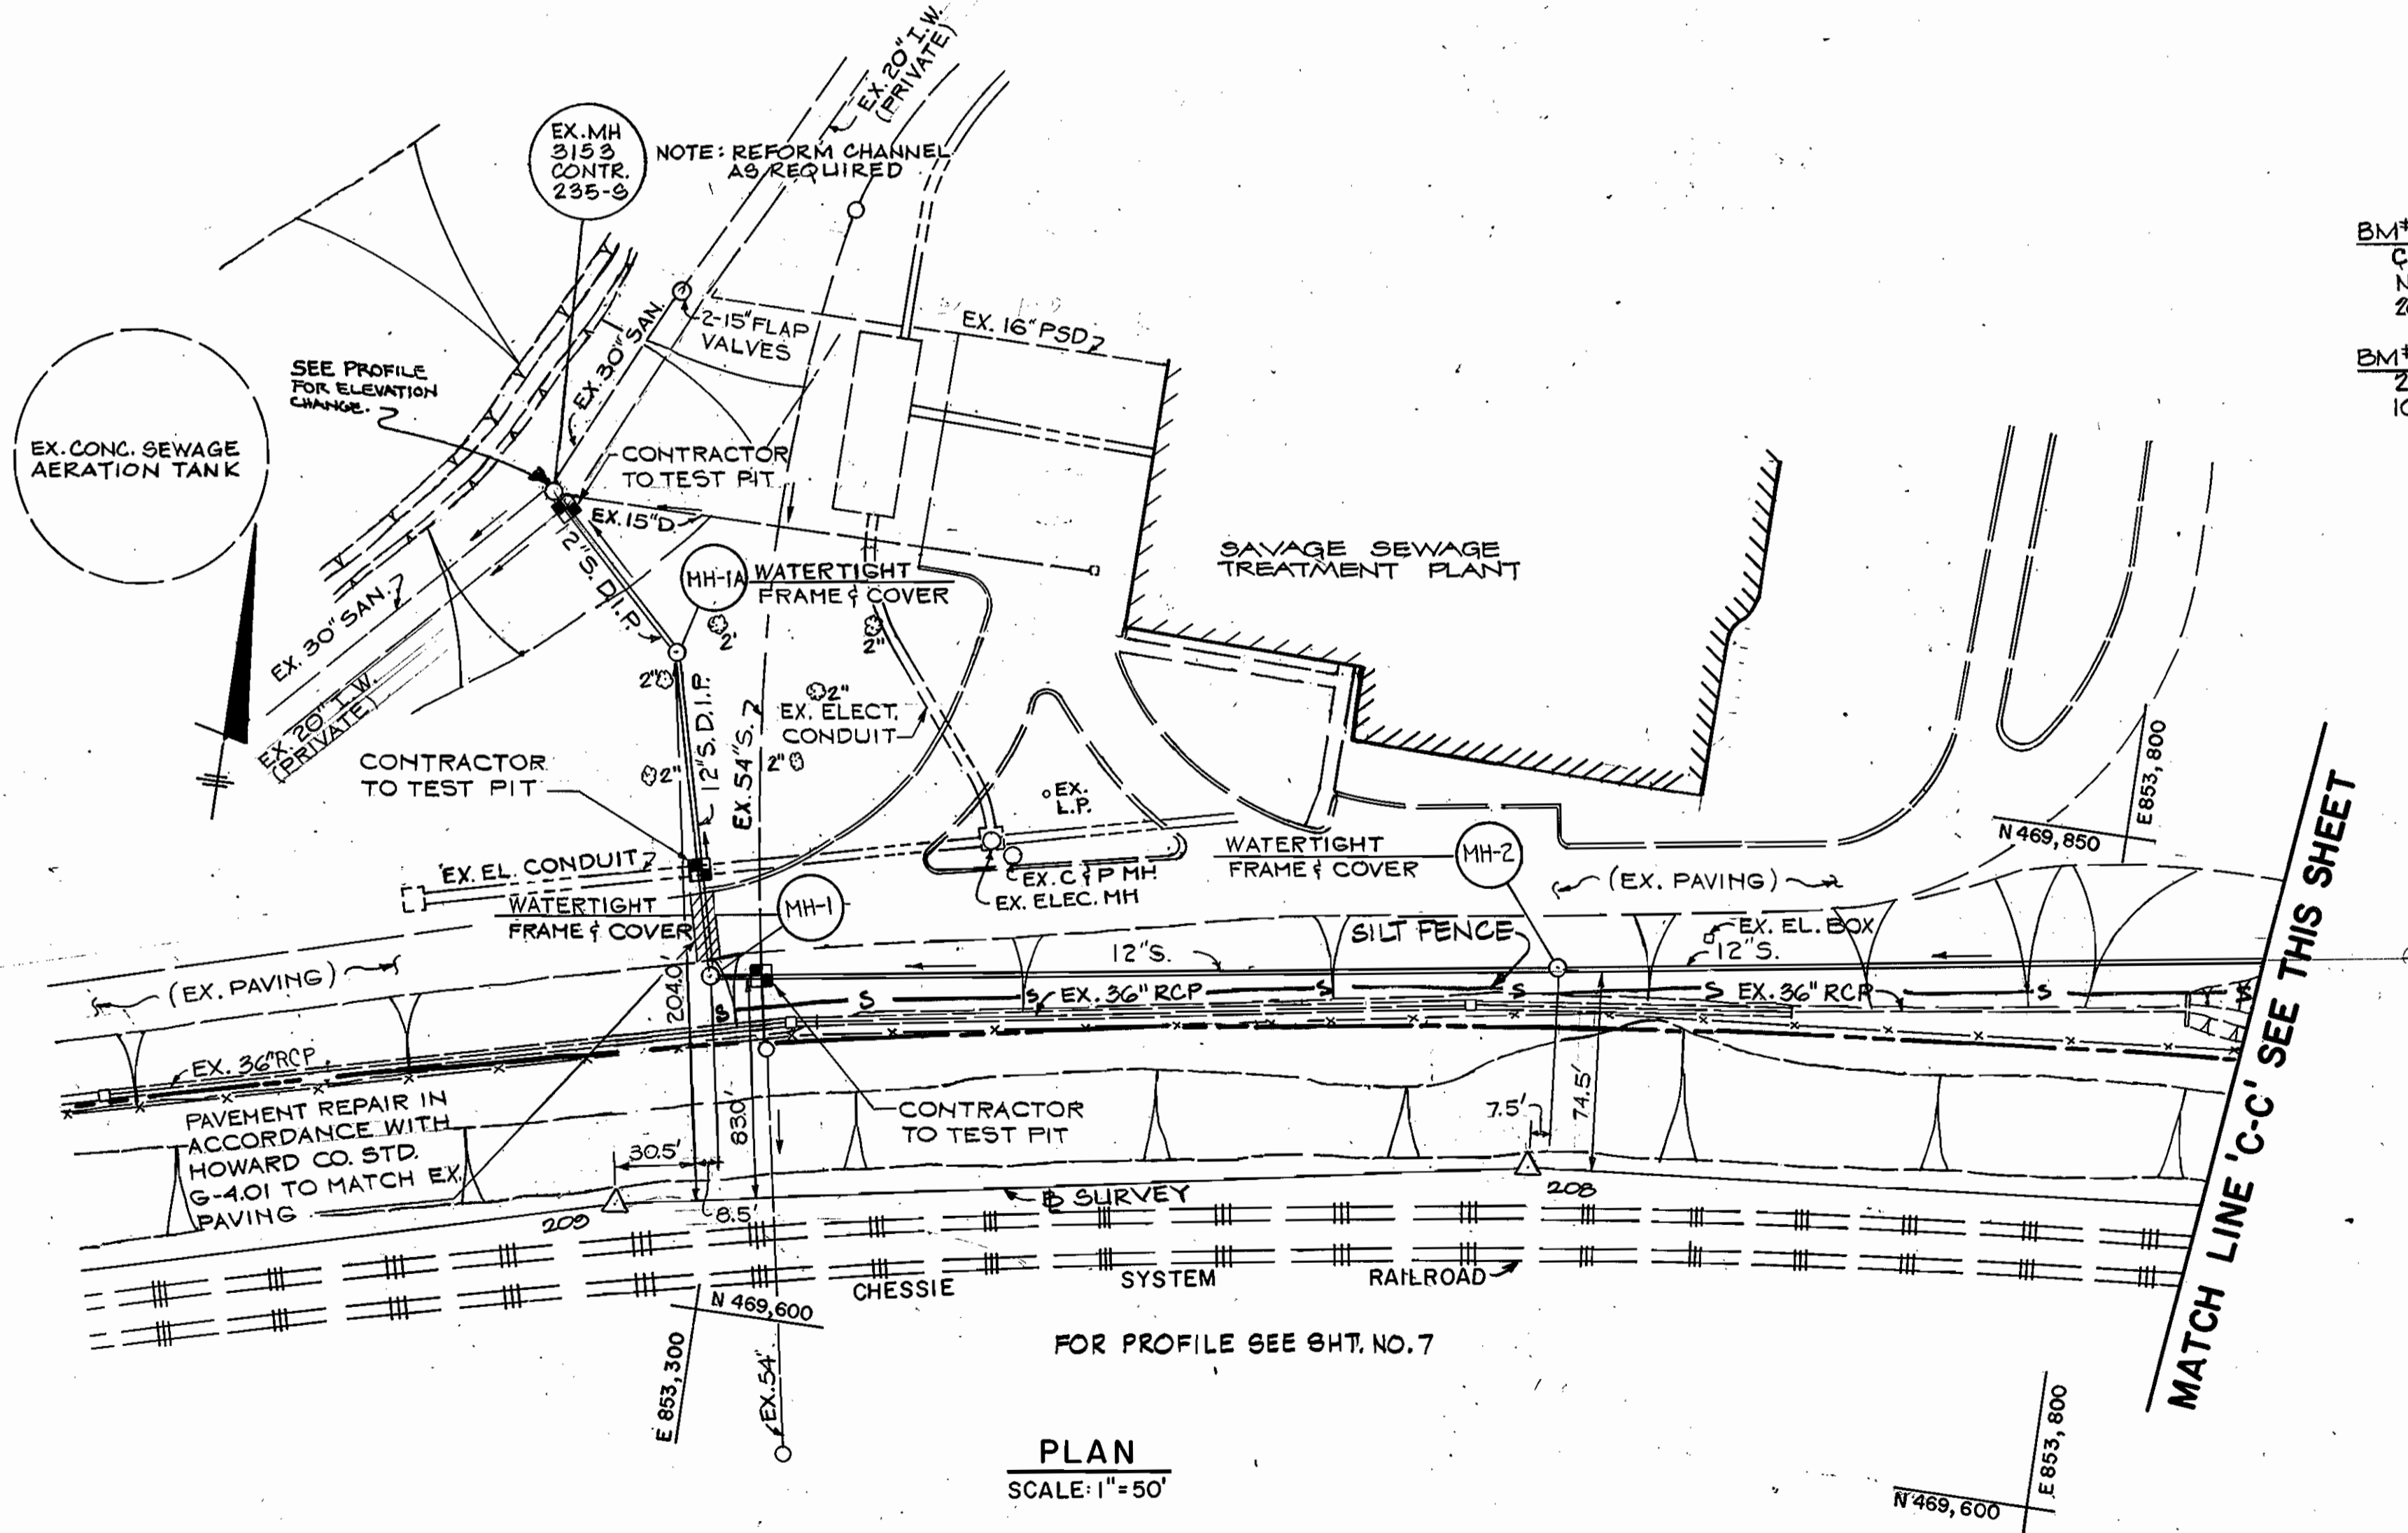 EX. 20" I.W.
(PRIVATE)
EX. MH
3153
CONTR.
235-S
NOTE: REFORM CHANNEL
AS REQUIRED
BM#
BM#
2-15" FLAP
VALVES
EX. 16" PSD
EX. 30" SAN.
SEE PROFILE
FOR ELEVATION
CHANGE.
EX. CONC. SEWAGE
AERATION TANK
CONTRACTOR
TO TEST PIT
EX. 15" D.
12" S. D.I.P.
MH-1A
WATERTIGHT
FRAME & COVER
SAVAGE SEWAGE
TREATMENT PLANT
2'
2"
EX. 30" SAN.
EX. 20" I.W.
(PRIVATE)
2"
12" S. D.I.P.
EX. 54" S.
2"
EX. ELECT.
CONDUIT
CONTRACTOR
TO TEST PIT
2"
2"
EX.
L.P.
E 853,800
N 469,850
EX. EL. CONDUIT
WATERTIGHT
FRAME & COVER
MH-2
EX. C & P MH
EX. ELEC. MH
(EX. PAVING)
WATERTIGHT
FRAME & COVER
MH-1
SILT FENCE
EX. EL. BOX
12" S.
12" S.
(EX. PAVING)
204.0'
S
S
S
EX. 36" RCP
S
S
S
EX. 36" RCP
S
EX. 36" RCP
PAVEMENT REPAIR IN
ACCORDANCE WITH
HOWARD CO. STD.
G-4.01 TO MATCH EX.
PAVING
30.5'
83.0'
CONTRACTOR
TO TEST PIT
7.5'
74.5'
209
8.5'
B SURVEY
208
CHESSIE SYSTEM RAILROAD
N 469,600
E 853,300
EX. 54"
FOR PROFILE SEE SHT. NO. 7
MATCH LINE 'C-C' SEE THIS SHEET
PLAN
SCALE: 1"=50'
E 853,800
N 469,600